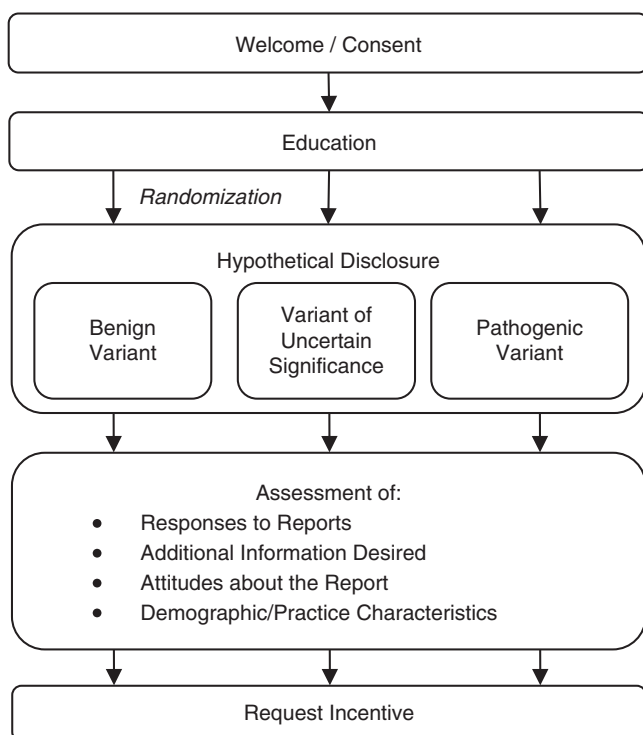 Welcome / Consent
Education
Randomization
Hypothetical Disclosure
Benign
Variant
Variant of
Uncertain
Significance
Pathogenic
Variant
Assessment of:
● Responses to Reports
● Additional Information Desired
● Attitudes about the Report
● Demographic/Practice Characteristics
Request Incentive